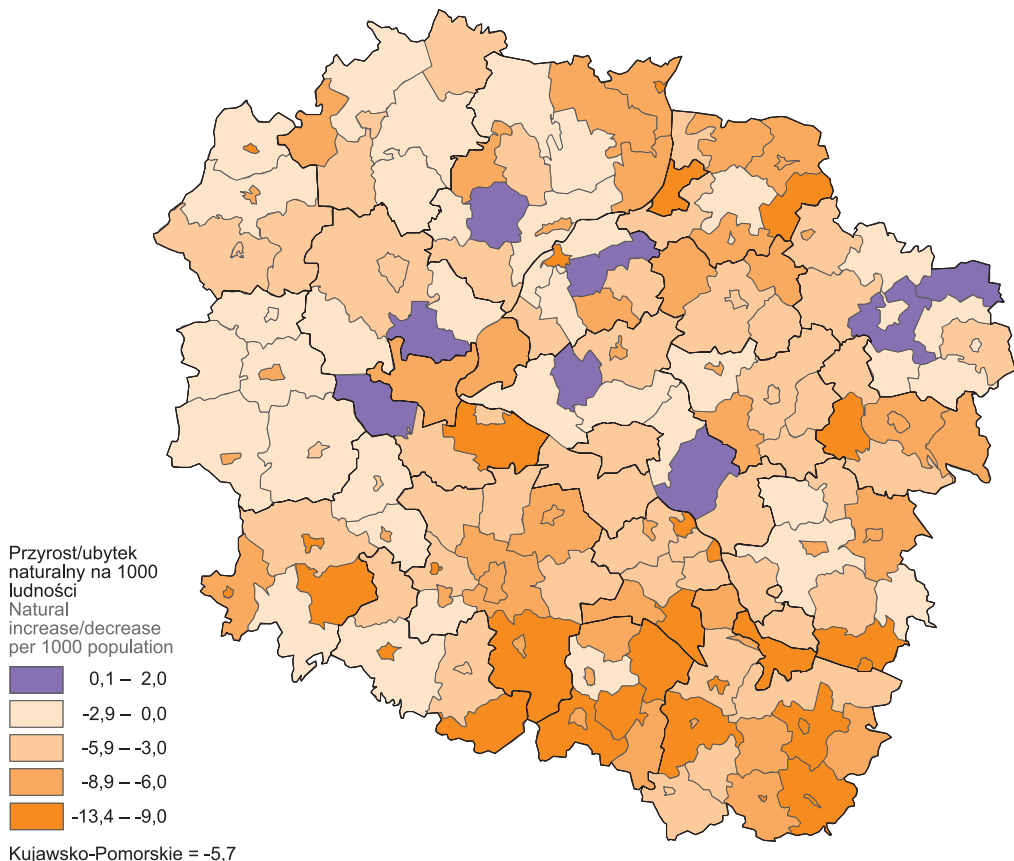 Przyrost/ubytek
naturalny na 1000
ludności
Natural
increase/decrease
per 1000 population
0,1 – 2,0
-2,9 – 0,0
-5,9 – -3,0
-8,9 – -6,0
-13,4 – -9,0
Kujawsko-Pomorskie = -5,7